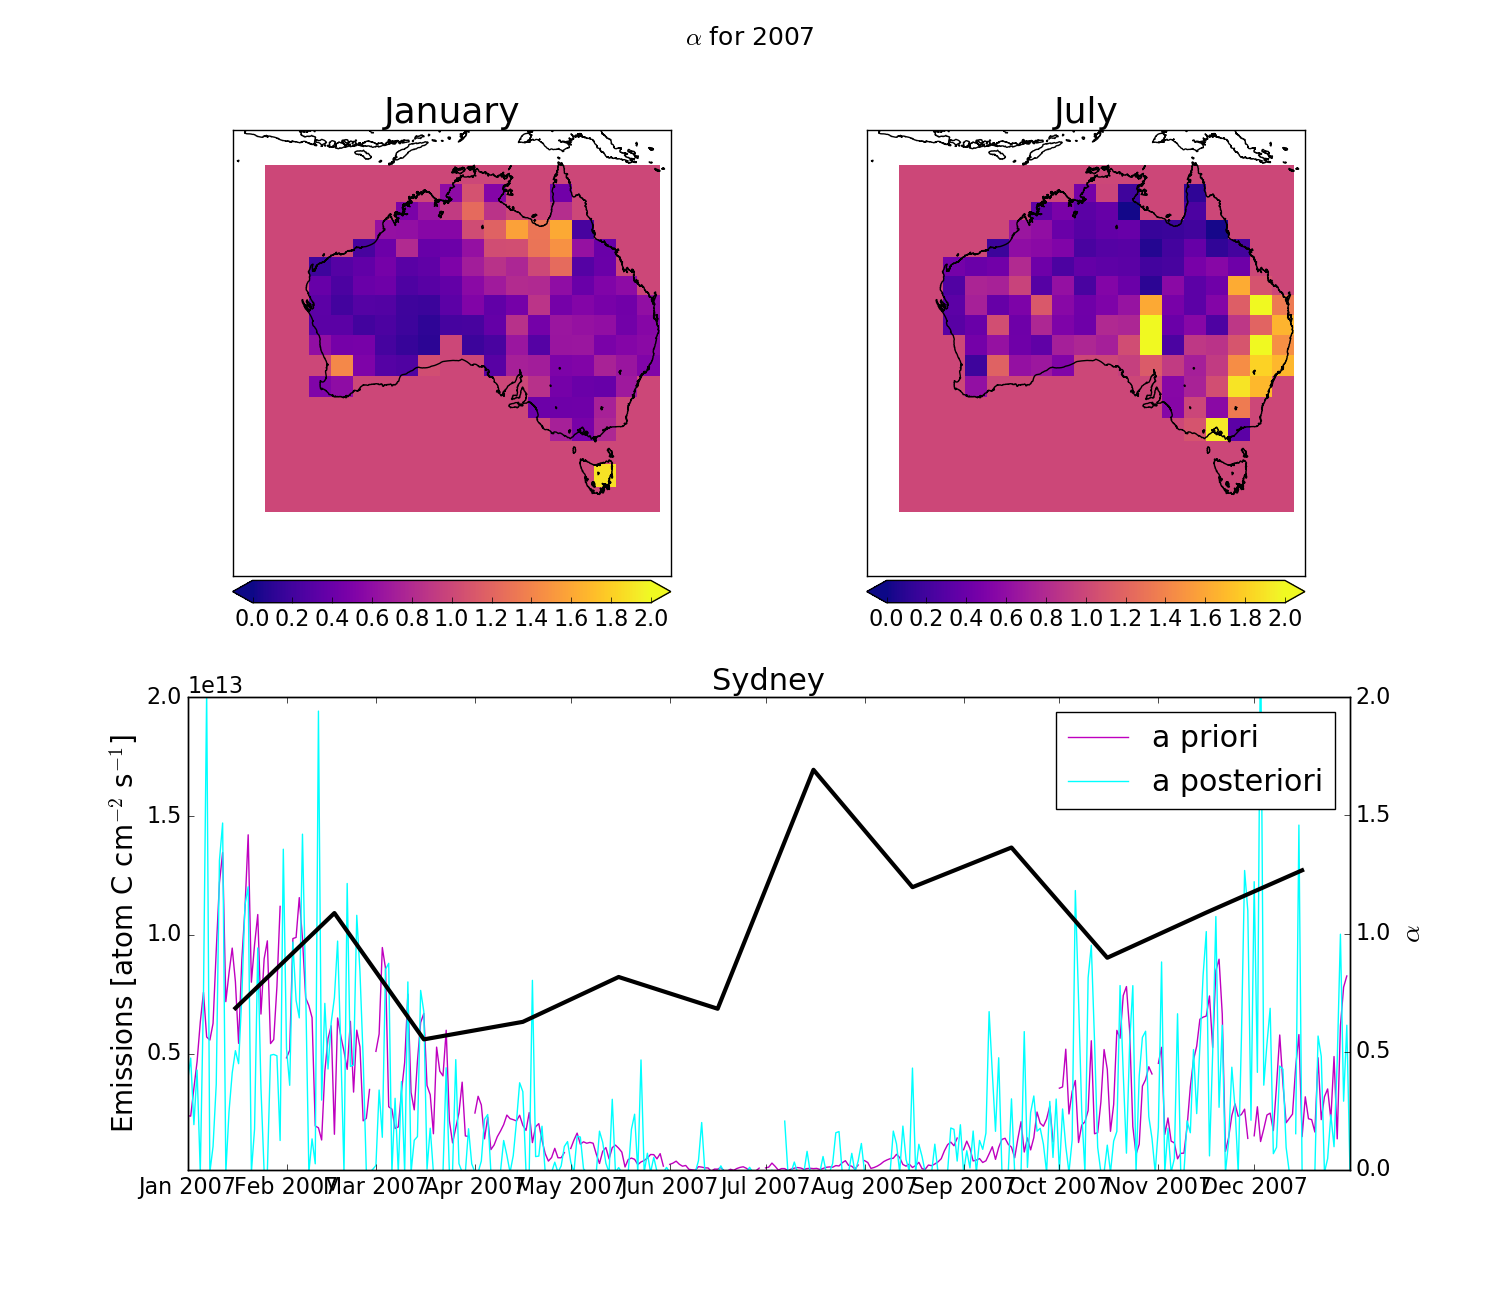 α for 2007
January
July
0.0 0.2 0.4 0.6 0.8 1.0 1.2 1.4 1.6 1.8 2.0
0.0 0.2 0.4 0.6 0.8 1.0 1.2 1.4 1.6 1.8 2.0
Sydney
1e13
2.0
1.5
1.0
0.5
Emissions [atom C cm⁻² s⁻¹]
a priori
a posteriori
2.0
1.5
1.0
0.5
0.0
α
Jan 2007 Feb 2007 Mar 2007 Apr 2007 May 2007 Jun 2007 Jul 2007 Aug 2007 Sep 2007 Oct 2007 Nov 2007 Dec 2007